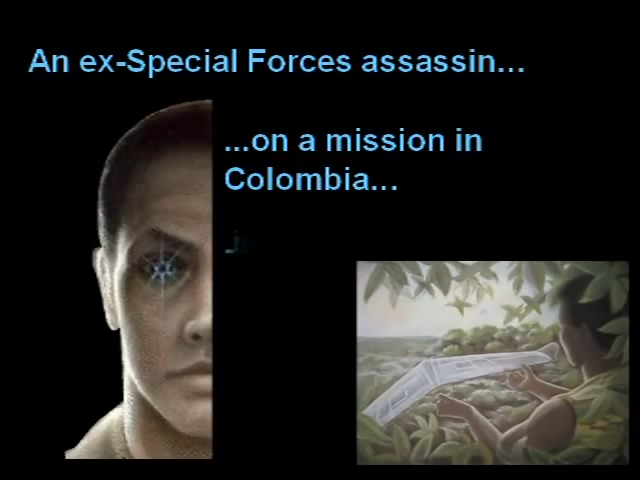 An ex-Special Forces assassin...
...on a mission in
Colombia...